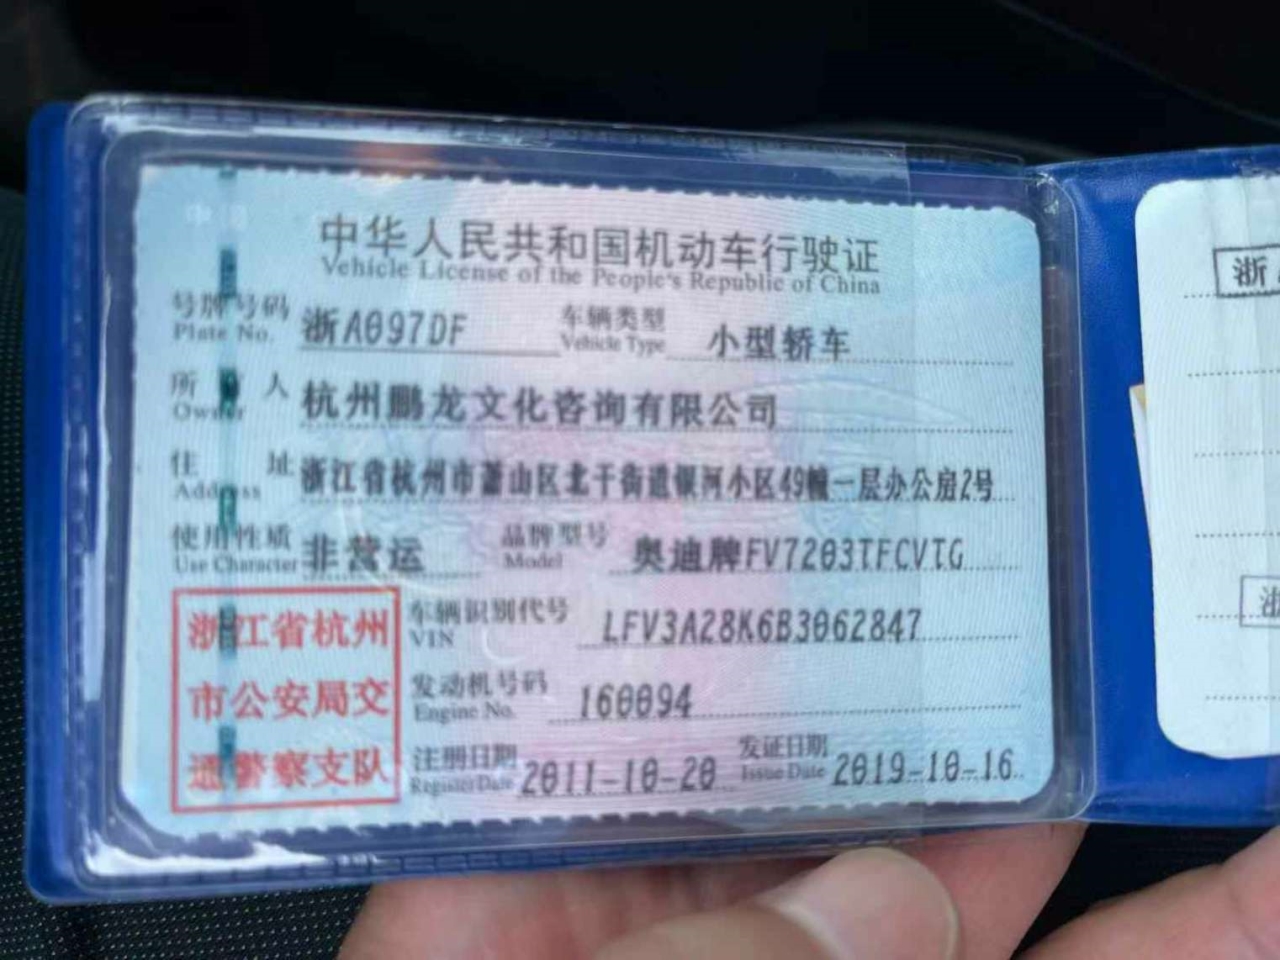 中华人民共和国机动车行驶证
Vehicle License of the People's Republic of China
号牌号码 浙A097DF 车辆类型 小型轿车
Plate No. Vehicle Type
所有人 杭州鹏龙文化咨询有限公司
Owner
住址 浙江省杭州市萧山区北干街道银河小区49幢一层办公房2号
Address
使用性质 非营运 品牌型号 奥迪牌FV7203TFCVTG
Use Character Model
浙江省杭州 车辆识别代号 LFV3A28K6B3062847
VIN
市公安局交 发动机号码 160094
Engine No.
通警察支队 注册日期 2011-10-20 发证日期 2019-10-16
Register Date Issue Date
浙
浙